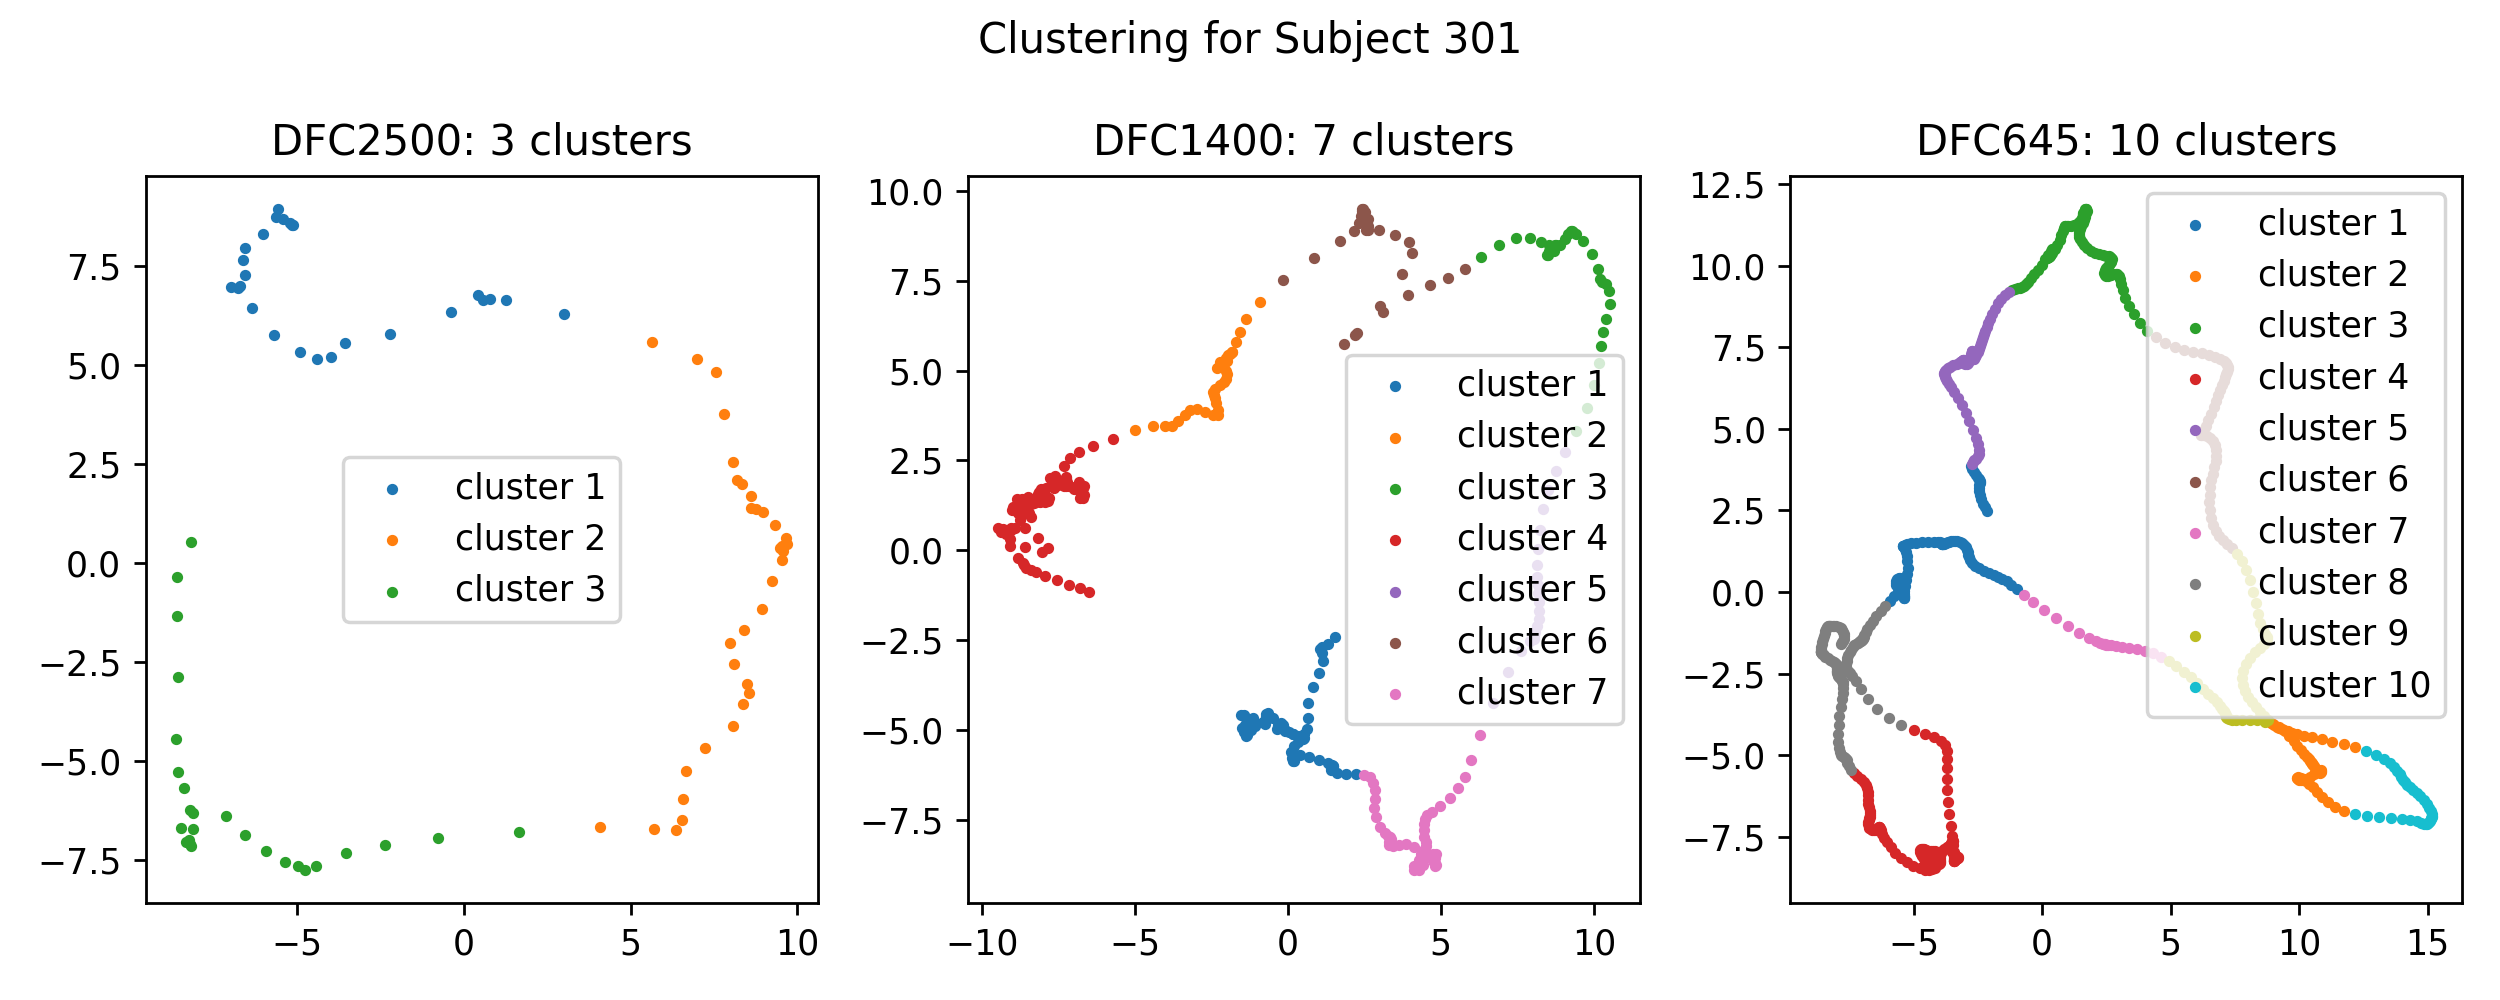 Clustering for Subject 301
DFC2500: 3 clusters
7.5
5.0
2.5
0.0
−2.5
−5.0
−7.5
cluster 1
cluster 2
cluster 3
−5
0
5
10
DFC1400: 7 clusters
10.0
7.5
5.0
2.5
0.0
−2.5
−5.0
−7.5
cluster 1
cluster 2
cluster 3
cluster 4
cluster 5
cluster 6
cluster 7
−10
−5
0
5
10
DFC645: 10 clusters
12.5
10.0
7.5
5.0
2.5
0.0
−2.5
−5.0
−7.5
cluster 1
cluster 2
cluster 3
cluster 4
cluster 5
cluster 6
cluster 7
cluster 8
cluster 9
cluster 10
−5
0
5
10
15